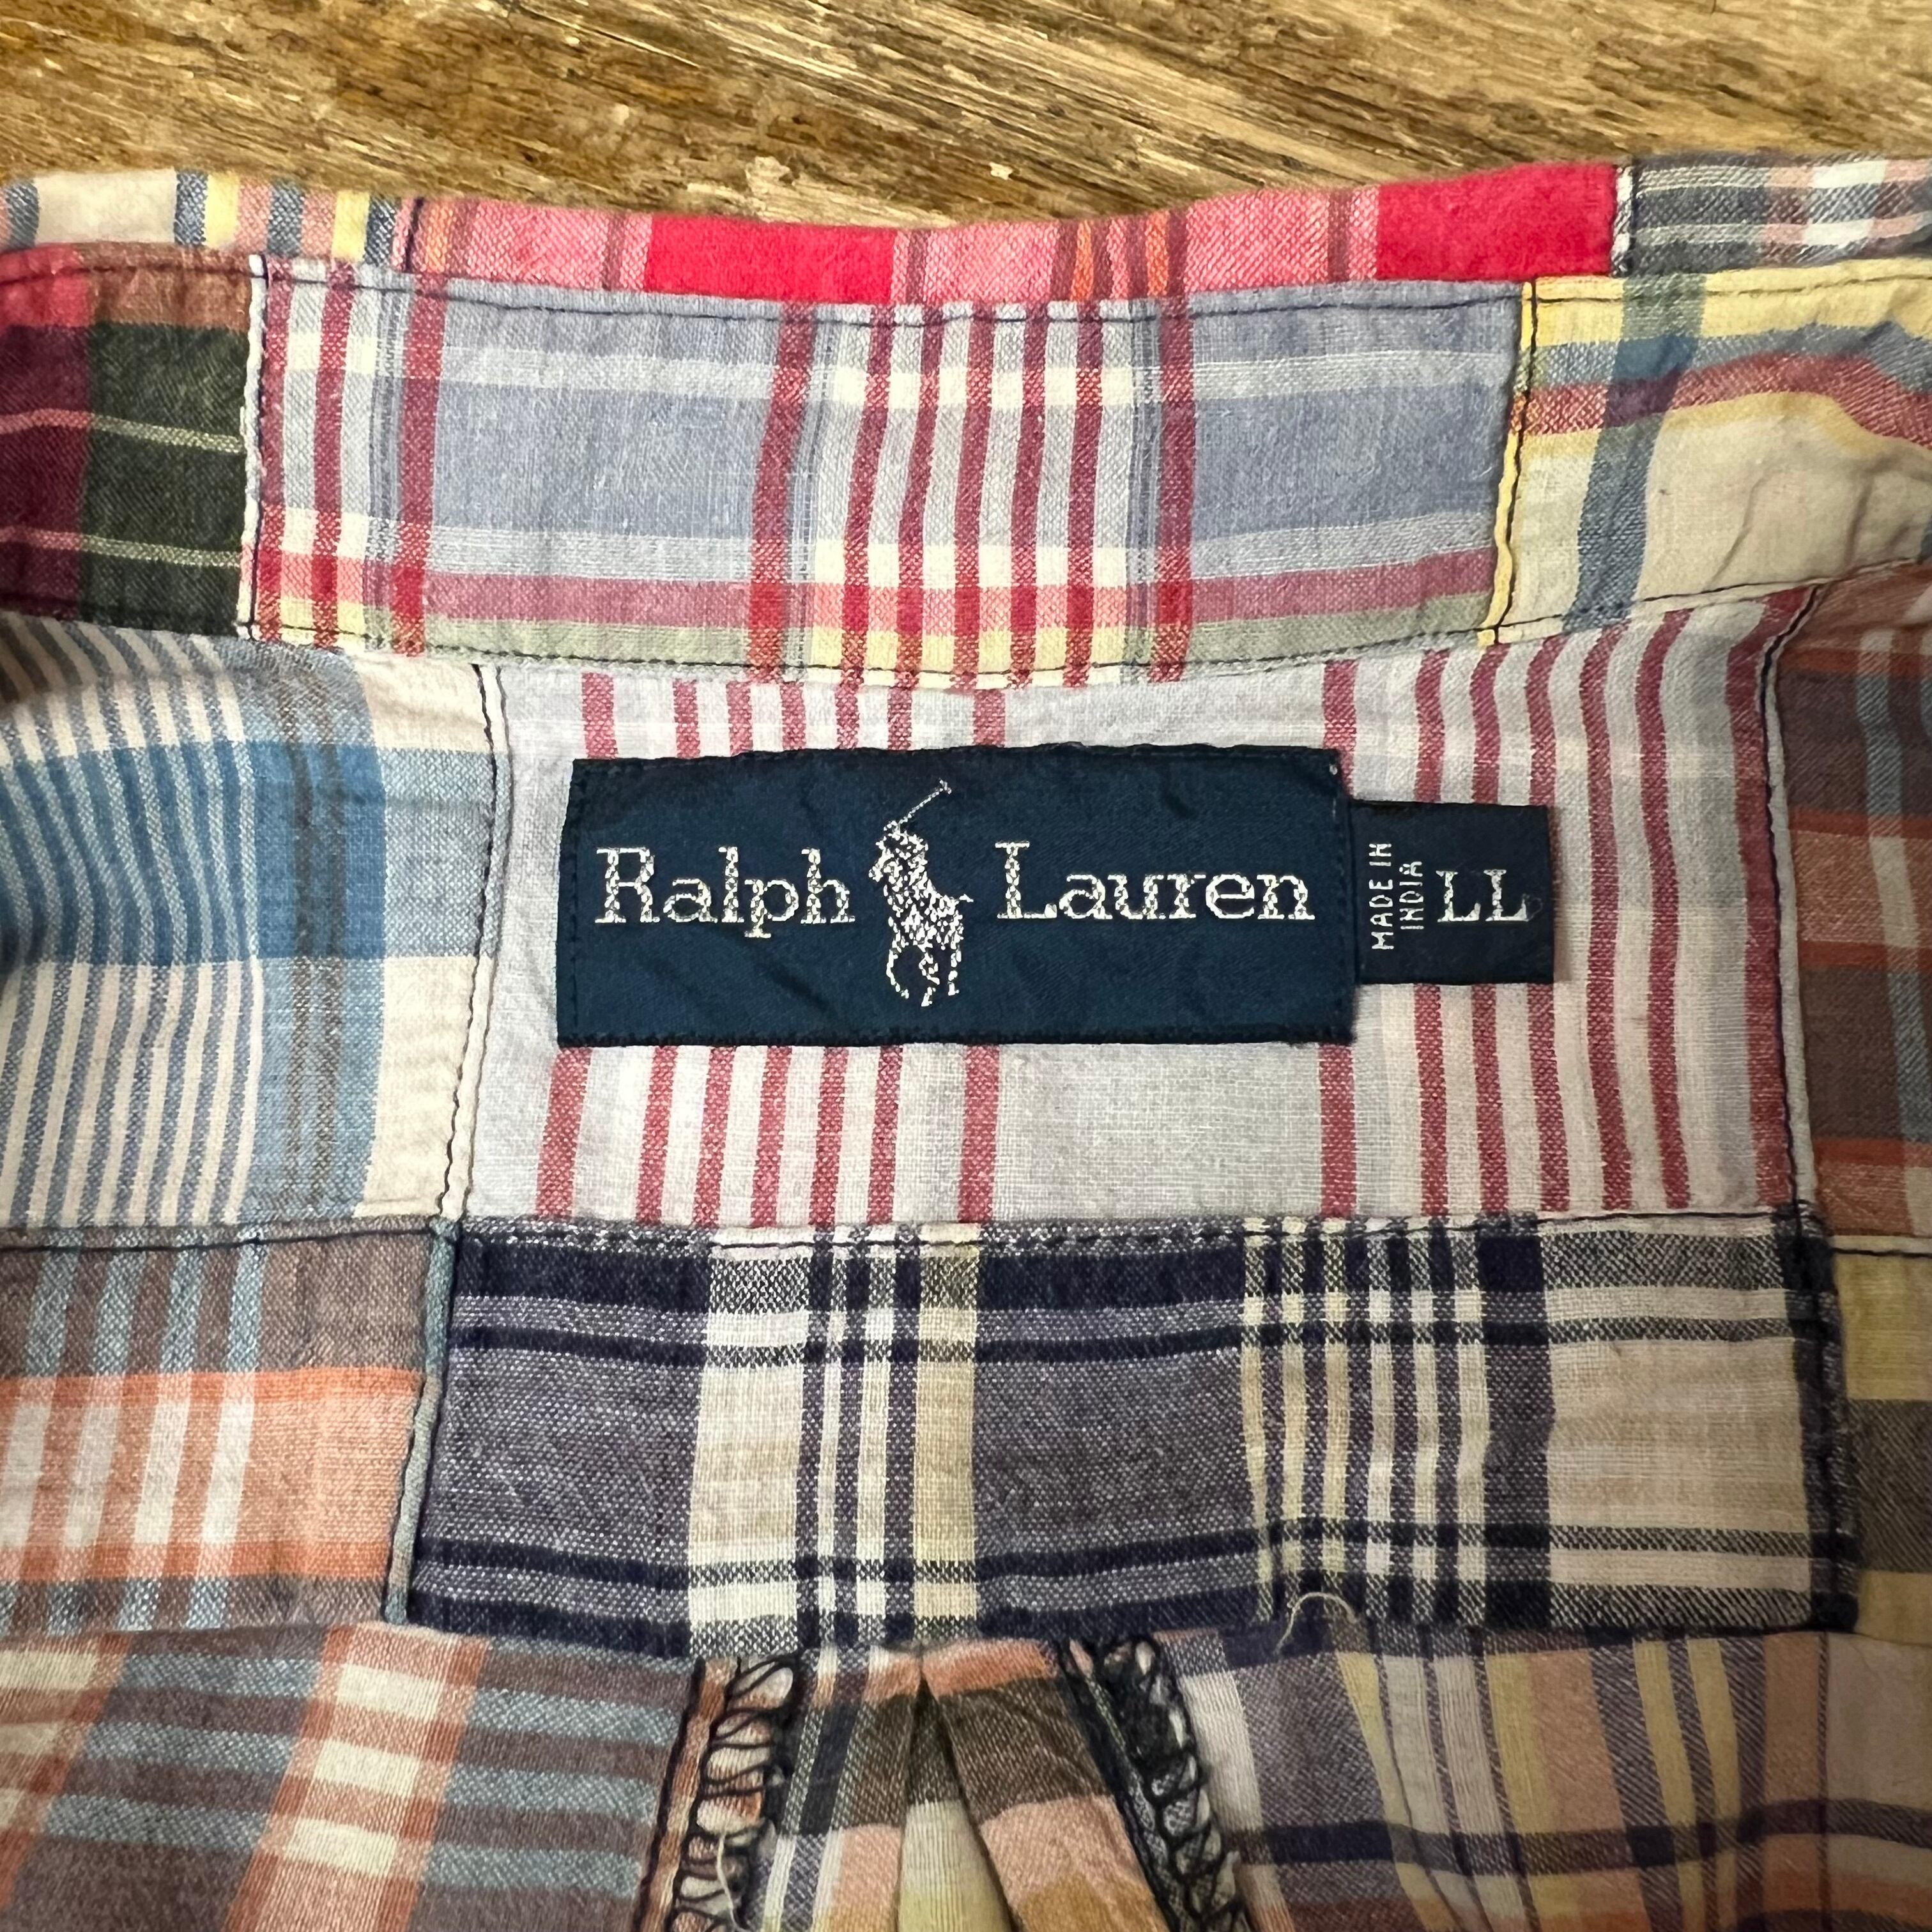 Ralph Lauren
MADE IN
INDIA
LL